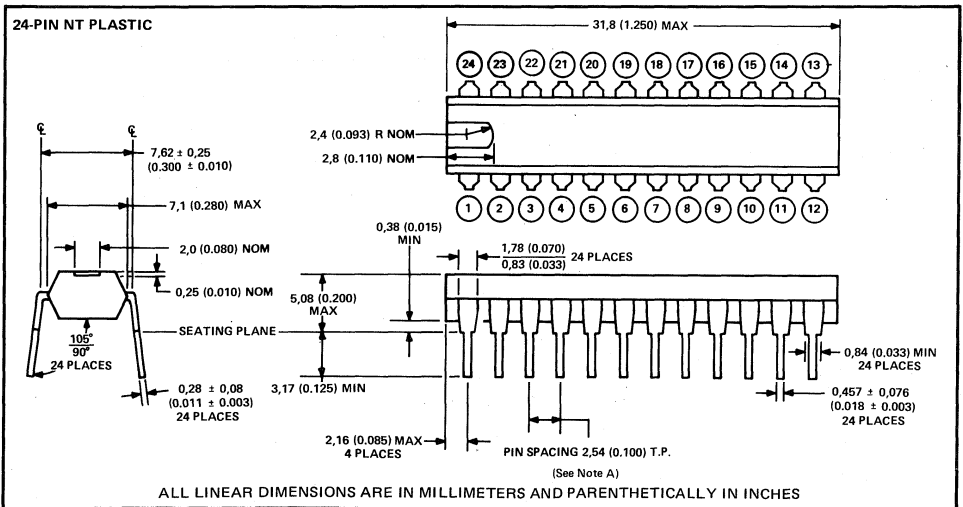 24-PIN NT PLASTIC
31,8 (1.250) MAX
24 23 22 21 20 19 18 17 16 15 14 13
2,4 (0.093) R NOM
2,8 (0.110) NOM
1 2 3 4 5 6 7 8 9 10 11 12
℄ ℄
7,62 ± 0,25
(0.300 ± 0.010)
7,1 (0.280) MAX
2,0 (0.080) NOM
0,25 (0.010) NOM
SEATING PLANE
105°
90°
24 PLACES
0,28 ± 0,08
(0.011 ± 0.003)
24 PLACES
0,38 (0.015)
MIN
1,78 (0.070)
0,83 (0.033)
24 PLACES
5,08 (0.200)
MAX
3,17 (0.125) MIN
0,84 (0.033) MIN
24 PLACES
0,457 ± 0,076
(0.018 ± 0.003)
24 PLACES
2,16 (0.085) MAX
4 PLACES
PIN SPACING 2,54 (0.100) T.P.
(See Note A)
ALL LINEAR DIMENSIONS ARE IN MILLIMETERS AND PARENTHETICALLY IN INCHES